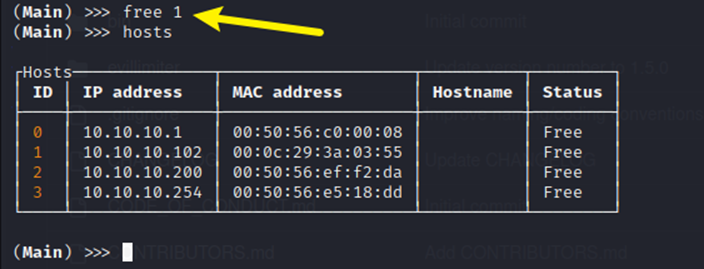 (Main) >>> free 1
(Main) >>> hosts
Hosts
ID IP address MAC address Hostname Status
0 10.10.10.1 00:50:56:c0:00:08 Free
1 10.10.10.102 00:0c:29:3a:03:55 Free
2 10.10.10.200 00:50:56:ef:f2:da Free
3 10.10.10.254 00:50:56:e5:18:dd Free
(Main) >>>